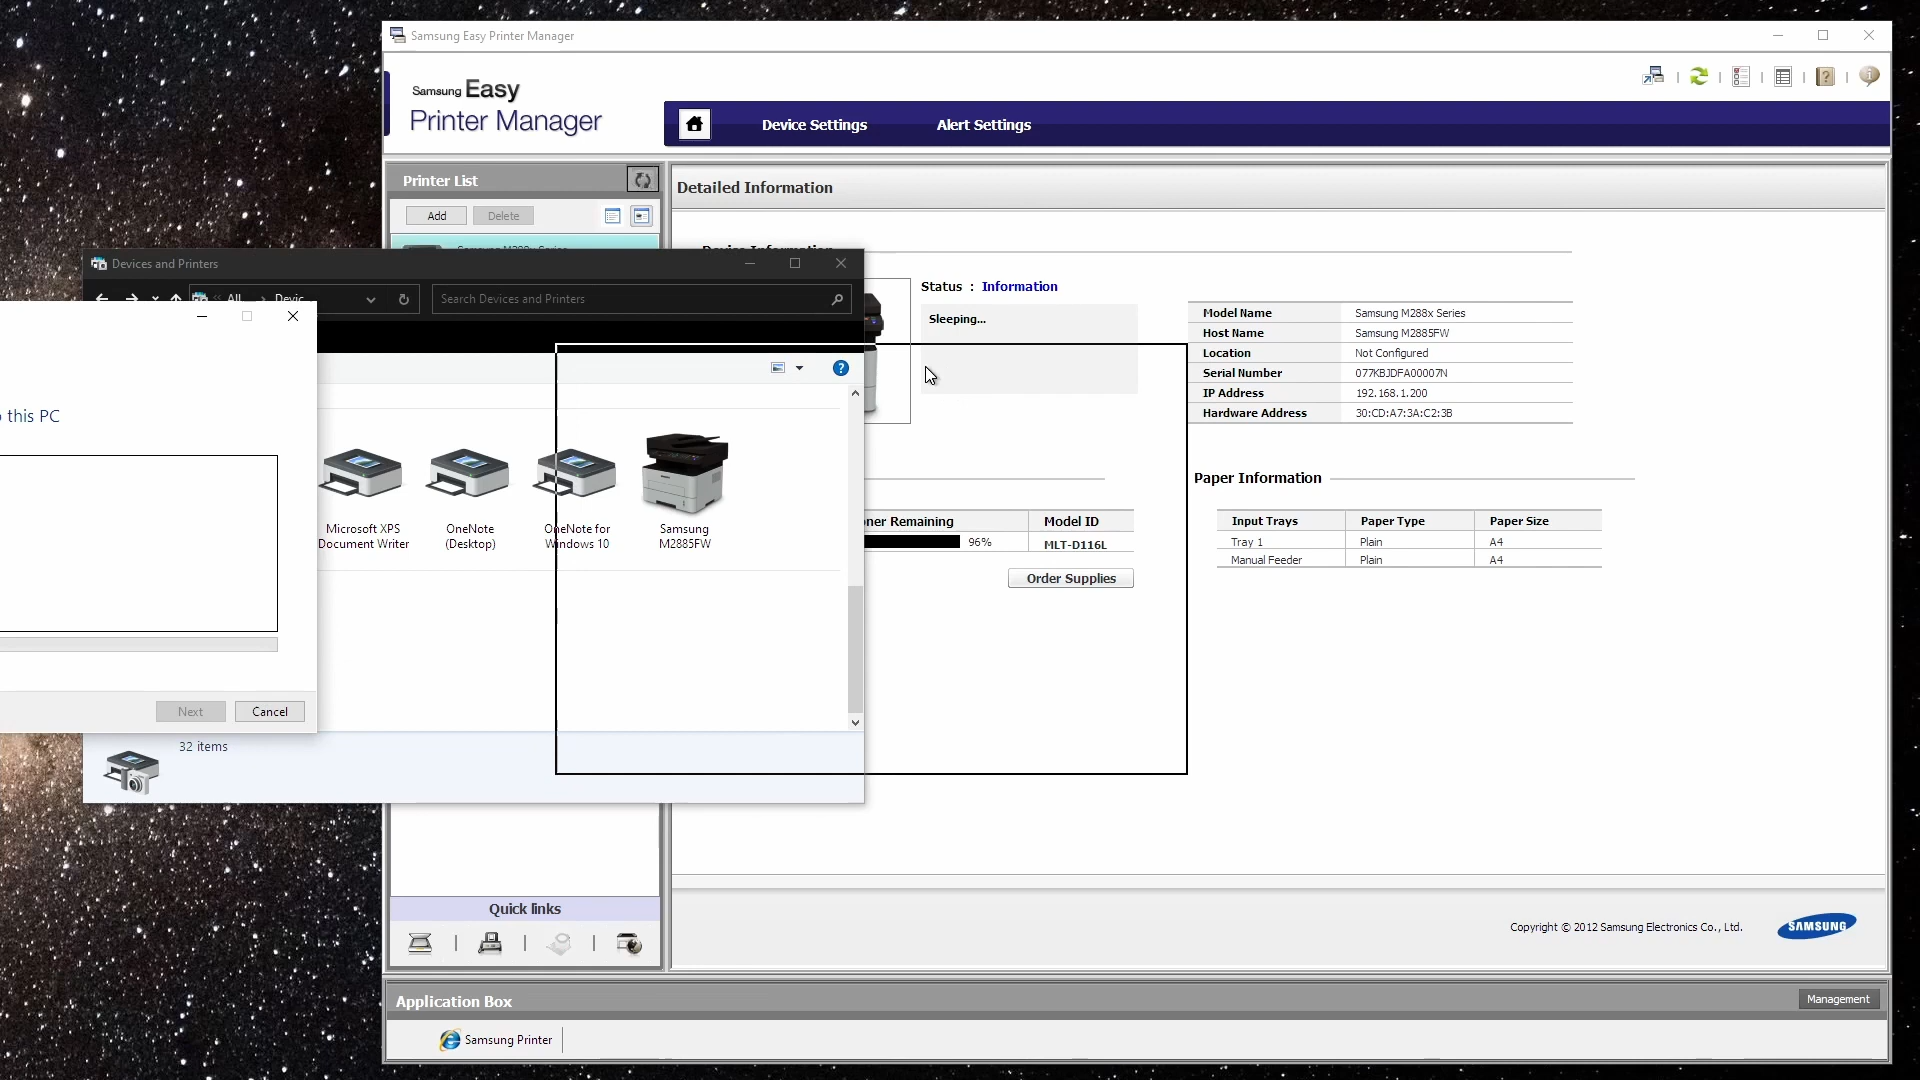 Samsung Easy Printer Manager
Samsung Easy
Printer Manager
Device Settings
Alert Settings
Printer List
Add
Delete
Detailed Information
Samsung M288x Series
Device Information
Devices and Printers
All
Devic
Search Devices and Printers
this PC
Microsoft XPS
Document Writer
OneNote
(Desktop)
OneNote for
Windows 10
Samsung
M2885FW
Next
Cancel
32 items
Status : Information
Sleeping...
Model Name Samsung M288x Series
Host Name Samsung M2885FW
Location Not Configured
Serial Number 077KBJDFA00007N
IP Address 192.168.1.200
Hardware Address 30:CD:A7:3A:C2:3B
ner Remaining Model ID
96% MLT-D116L
Order Supplies
Paper Information
Input Trays Paper Type Paper Size
Tray 1 Plain A4
Manual Feeder Plain A4
Quick links
Copyright © 2012 Samsung Electronics Co., Ltd.
SAMSUNG
Application Box
Management
Samsung Printer